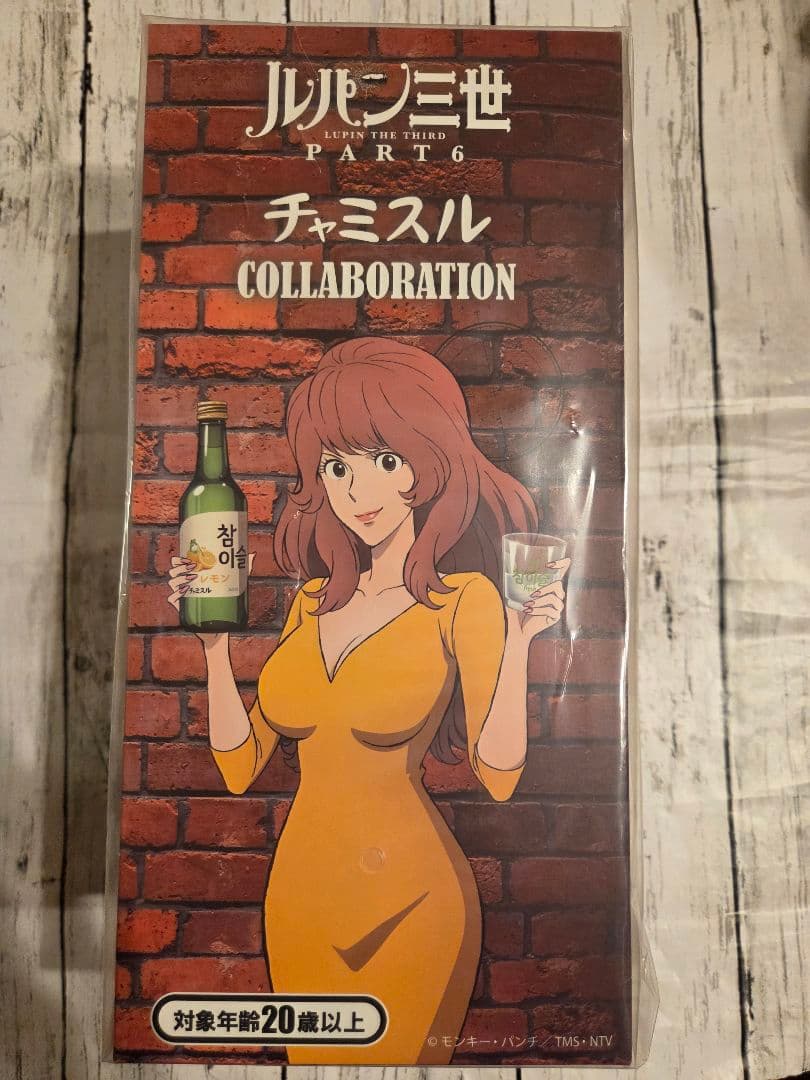 ルパン三世
LUPIN THE THIRD
PART6
チャミスル
COLLABORATION
참
이슬
レモン
チャミスル
참이슬
対象年齢20歳以上
© モンキー・パンチ／TMS・NTV